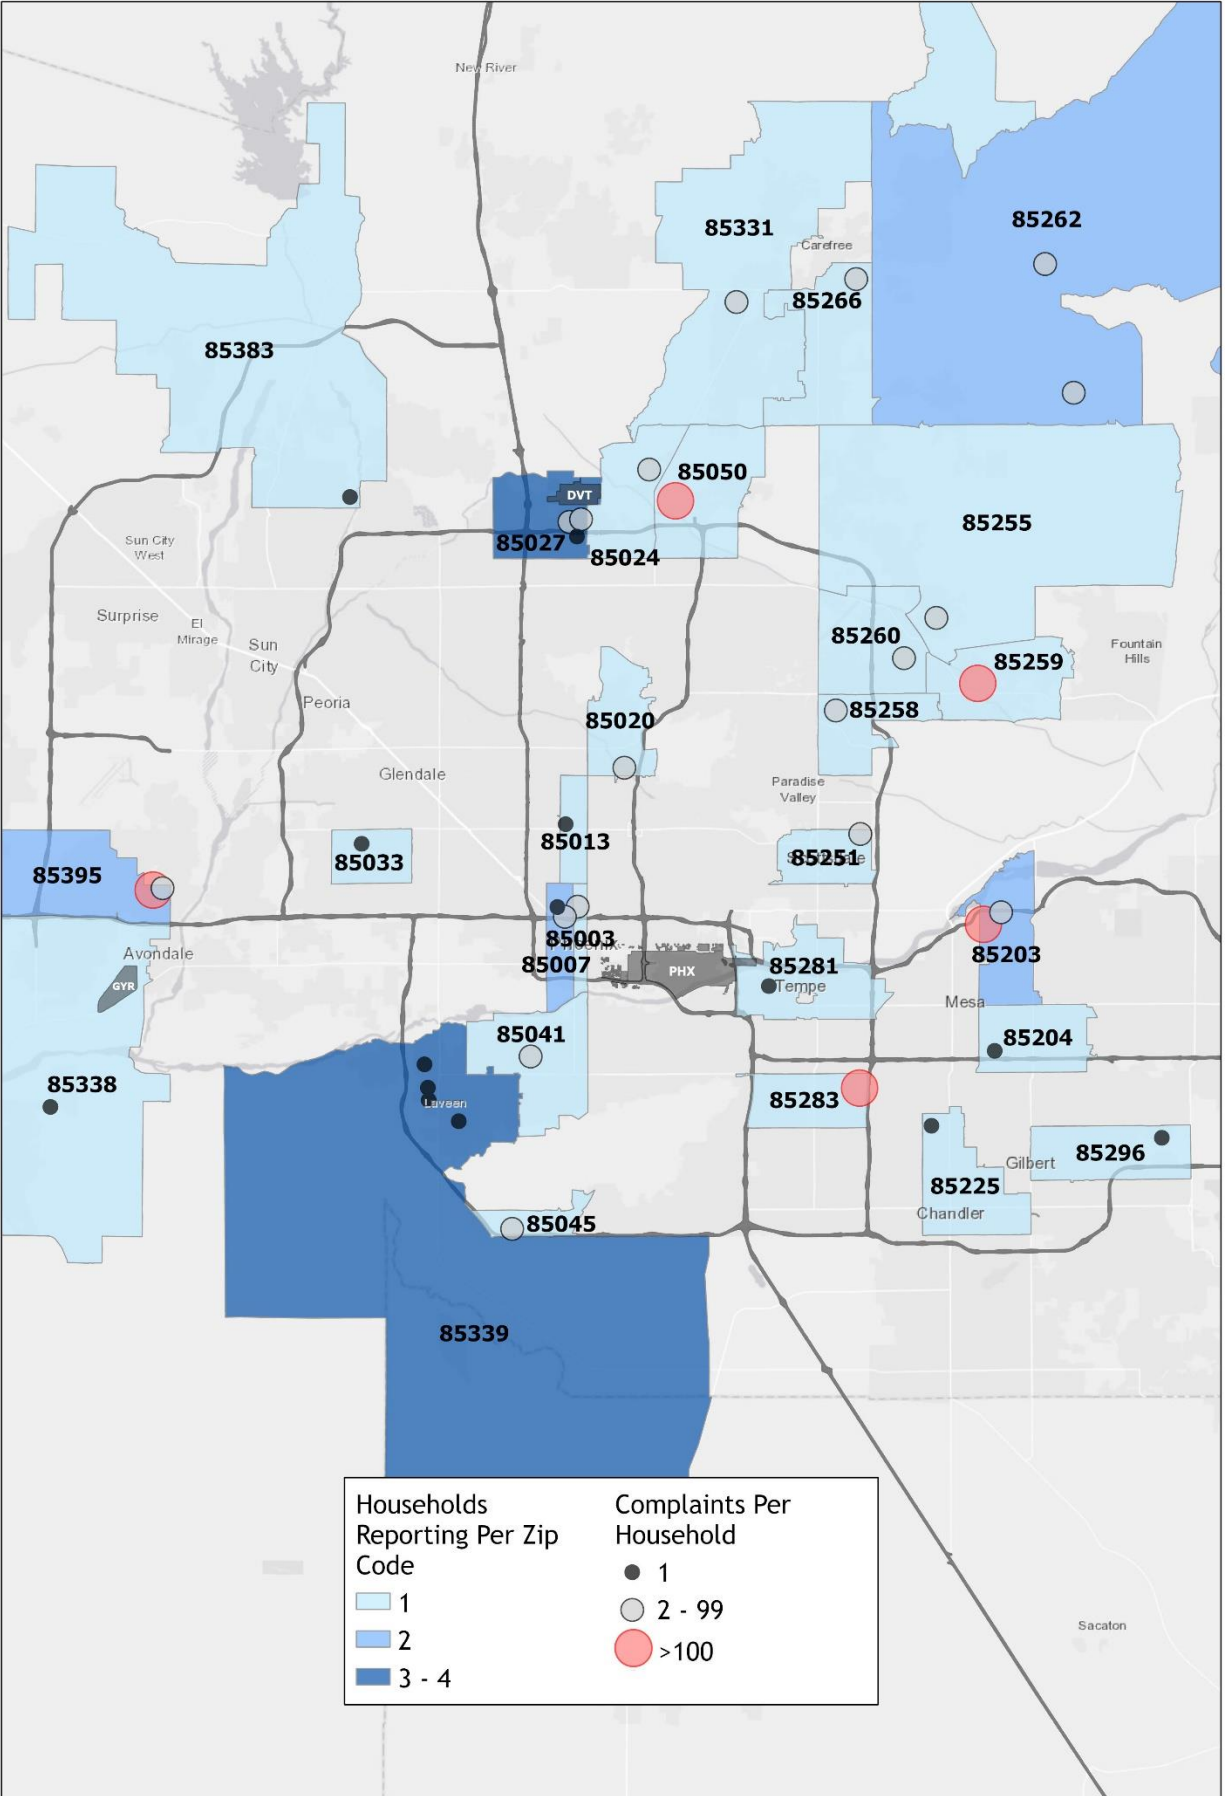 New River
85331
85262
Carefree
85266
85383
85050
DVT
85255
85027
85024
Sun City
West
Surprise
El
Mirage
Sun
City
85260
Fountain
Hills
85259
Peoria
85020
85258
Glendale
Paradise
Valley
85013
85033
85251
85395
85003
Phoenix
Avondale
85007
85281
85203
PHX
GYR
Tempe
Mesa
85041
85204
85338
Laveen
85283
85296
Gilbert
85225
Chandler
85045
85339
Households
Reporting Per Zip
Code
1
2
3 - 4
Complaints Per
Household
1
2 - 99
>100
Sacaton